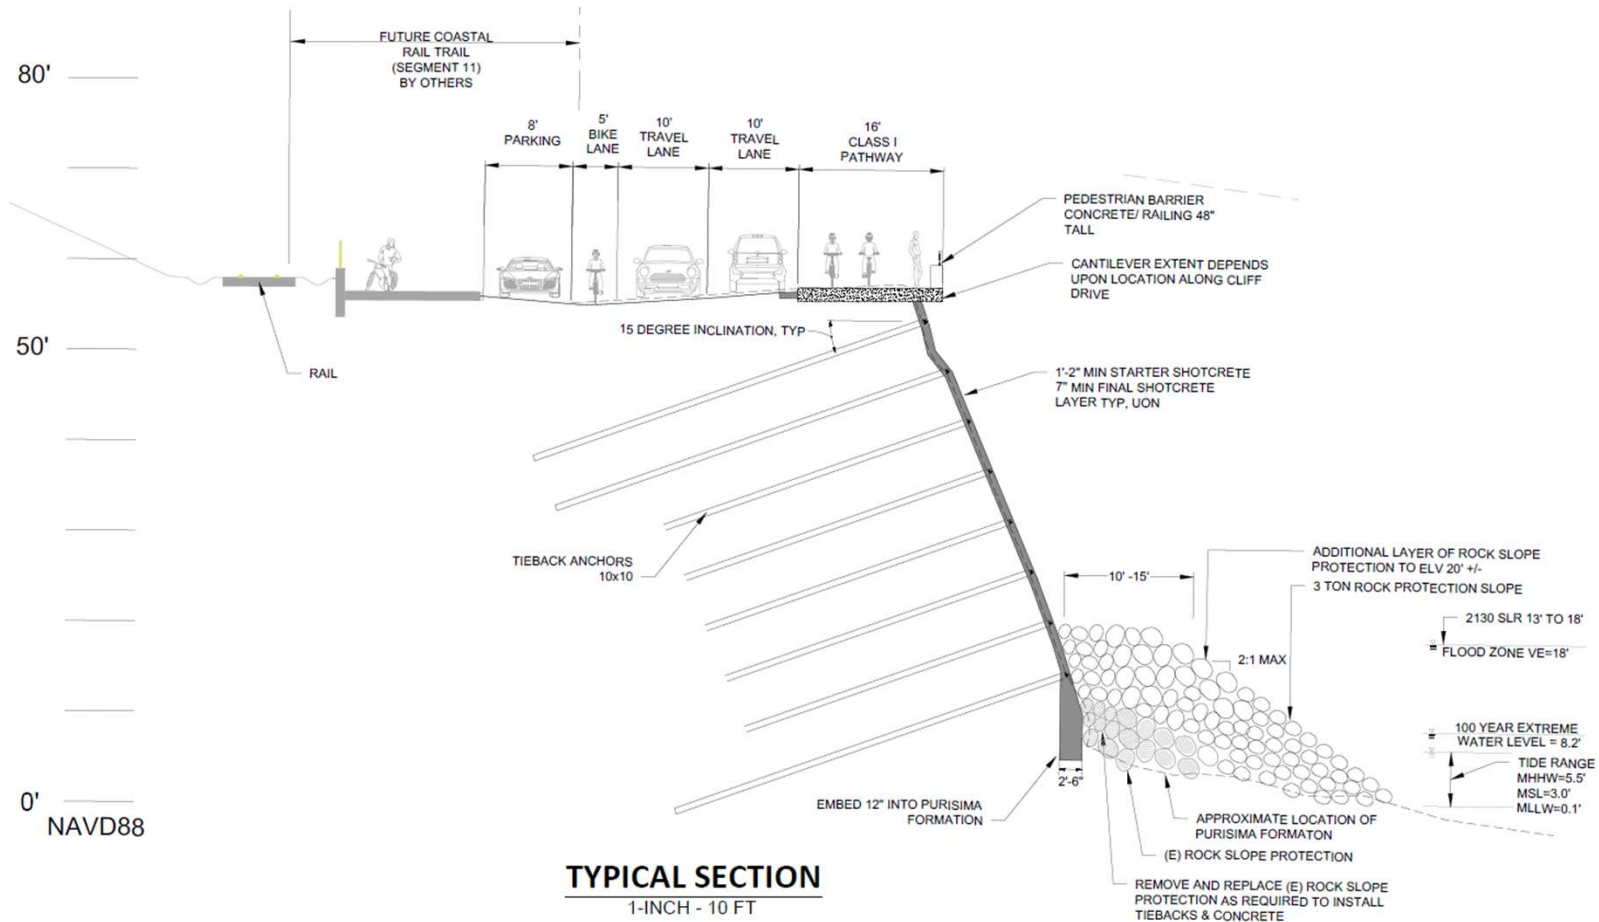 FUTURE COASTAL
RAIL TRAIL
(SEGMENT 11)
BY OTHERS
80'
8'
PARKING
5'
BIKE
LANE
10'
TRAVEL
LANE
10'
TRAVEL
LANE
16'
CLASS I
PATHWAY
PEDESTRIAN BARRIER
CONCRETE/ RAILING 48"
TALL
CANTILEVER EXTENT DEPENDS
UPON LOCATION ALONG CLIFF
DRIVE
15 DEGREE INCLINATION, TYP
50'
RAIL
1'-2" MIN STARTER SHOTCRETE
7" MIN FINAL SHOTCRETE
LAYER TYP, UON
TIEBACK ANCHORS
10x10
10' -15'
ADDITIONAL LAYER OF ROCK SLOPE
PROTECTION TO ELV 20' +/-
3 TON ROCK PROTECTION SLOPE
2130 SLR 13' TO 18'
FLOOD ZONE VE=18'
2:1 MAX
100 YEAR EXTREME
WATER LEVEL = 8.2'
TIDE RANGE
MHHW=5.5'
MSL=3.0'
MLLW=0.1'
2'-6"
0'
NAVD88
EMBED 12" INTO PURISIMA
FORMATION
APPROXIMATE LOCATION OF
PURISIMA FORMATON
(E) ROCK SLOPE PROTECTION
REMOVE AND REPLACE (E) ROCK SLOPE
PROTECTION AS REQUIRED TO INSTALL
TIEBACKS & CONCRETE
TYPICAL SECTION
1-INCH - 10 FT